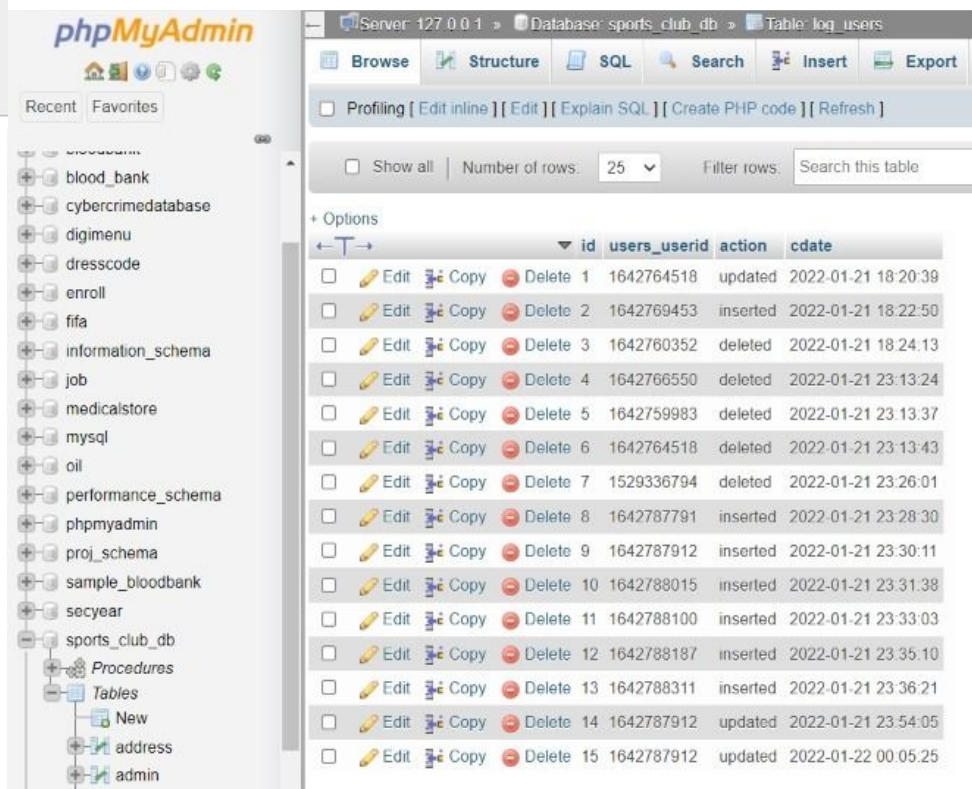 phpMyAdmin
Recent Favorites
blood_bank
cybercrimedatabase
digimenu
dresscode
enroll
fifa
information_schema
job
medicalstore
mysql
oil
performance_schema
phpmyadmin
proj_schema
sample_bloodbank
secyear
sports_club_db
Procedures
Tables
New
address
admin
Server: 127.0.0.1 » Database: sports_club_db » Table: log_users
Browse Structure SQL Search Insert Export
Profiling [ Edit inline ] [ Edit ] [ Explain SQL ] [ Create PHP code ] [ Refresh ]
Show all | Number of rows: 25 Filter rows: Search this table
+ Options
id users_userid action cdate
Edit Copy Delete 1 1642764518 updated 2022-01-21 18:20:39
Edit Copy Delete 2 1642769453 inserted 2022-01-21 18:22:50
Edit Copy Delete 3 1642760352 deleted 2022-01-21 18:24:13
Edit Copy Delete 4 1642766550 deleted 2022-01-21 23:13:24
Edit Copy Delete 5 1642759983 deleted 2022-01-21 23:13:37
Edit Copy Delete 6 1642764518 deleted 2022-01-21 23:13:43
Edit Copy Delete 7 1529336794 deleted 2022-01-21 23:26:01
Edit Copy Delete 8 1642787791 inserted 2022-01-21 23:28:30
Edit Copy Delete 9 1642787912 inserted 2022-01-21 23:30:11
Edit Copy Delete 10 1642788015 inserted 2022-01-21 23:31:38
Edit Copy Delete 11 1642788100 inserted 2022-01-21 23:33:03
Edit Copy Delete 12 1642788187 inserted 2022-01-21 23:35:10
Edit Copy Delete 13 1642788311 inserted 2022-01-21 23:36:21
Edit Copy Delete 14 1642787912 updated 2022-01-21 23:54:05
Edit Copy Delete 15 1642787912 updated 2022-01-22 00:05:25